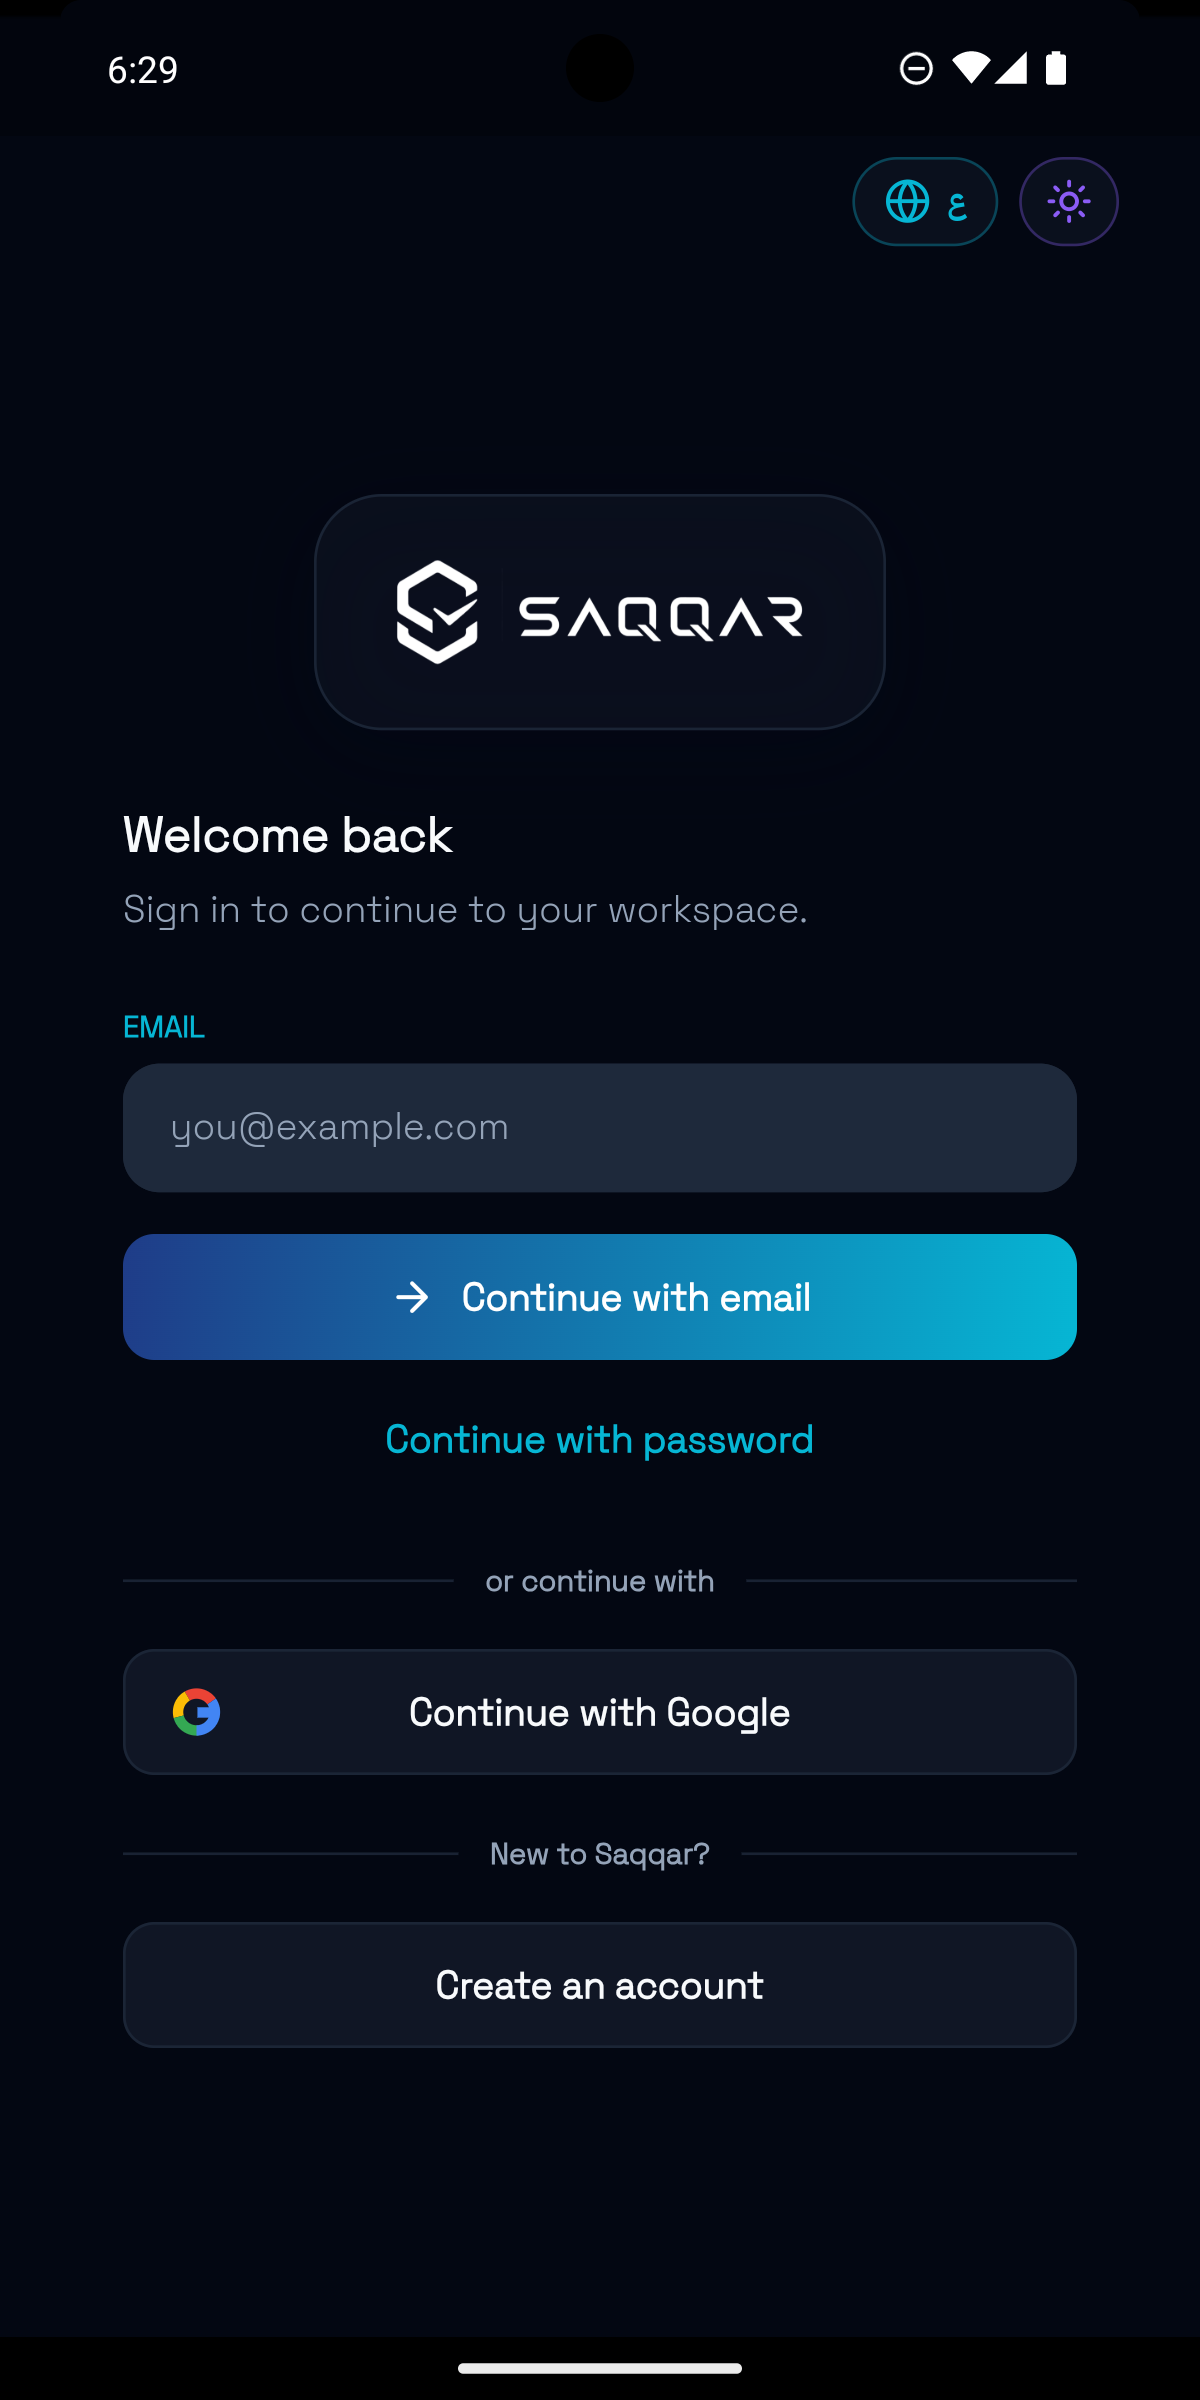 6:29
ع
SAQQAR
Welcome back
Sign in to continue to your workspace.
EMAIL
you@example.com
Continue with email
Continue with password
or continue with
Continue with Google
New to Saqqar?
Create an account